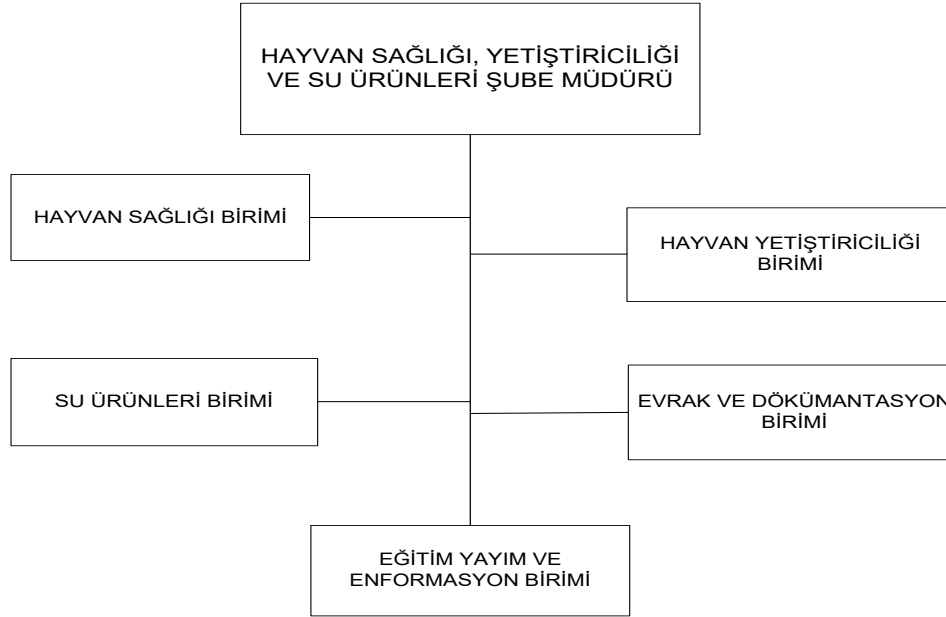 HAYVAN SAĞLIĞI, YETİŞTİRİCİLİĞİ
VE SU ÜRÜNLERİ ŞUBE MÜDÜRÜ
HAYVAN SAĞLIĞI BİRİMİ
HAYVAN YETİŞTİRİCİLİĞİ
BİRİMİ
SU ÜRÜNLERİ BİRİMİ
EVRAK VE DÖKÜMANTASYON
BİRİMİ
EĞİTİM YAYIM VE
ENFORMASYON BİRİMİ